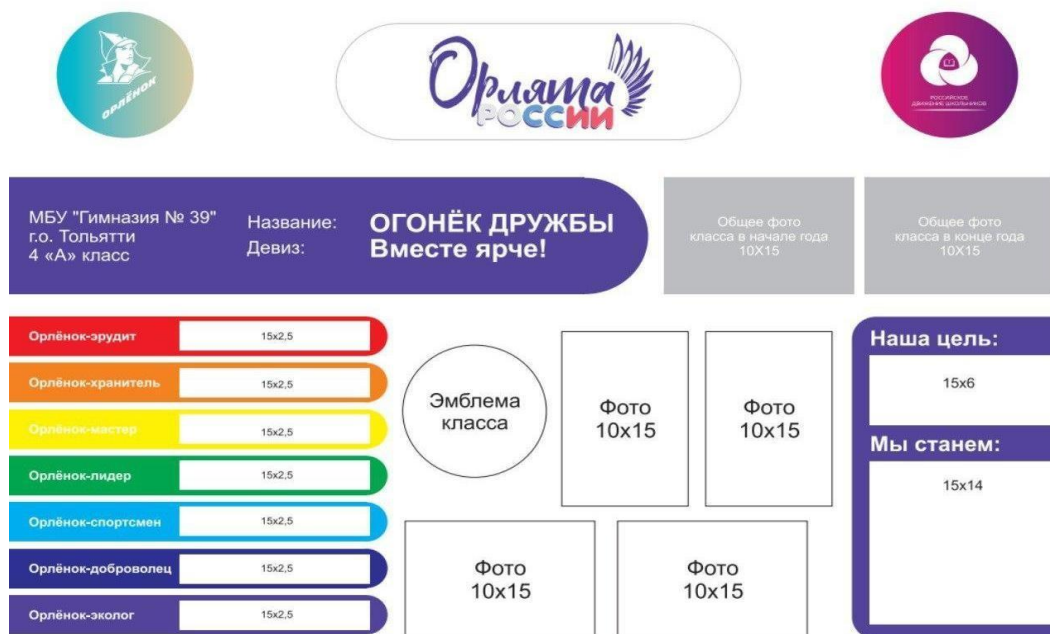 ОРЛЁНОК
Орлята
РОССИИ
РОССИЙСКОЕ
ДВИЖЕНИЕ ШКОЛЬНИКОВ
МБУ "Гимназия № 39"
г.о. Тольятти
4 «А» класс
Название:
Девиз:
ОГОНЁК ДРУЖБЫ
Вместе ярче!
Общее фото
класса в начале года
10Х15
Общее фото
класса в конце года
10Х15
Орлёнок-эрудит
15х2,5
Орлёнок-хранитель
15х2,5
Орлёнок-мастер
15х2,5
Орлёнок-лидер
15х2,5
Орлёнок-спортсмен
15х2,5
Орлёнок-доброволец
15х2,5
Орлёнок-эколог
15х2,5
Эмблема
класса
Фото
10х15
Фото
10х15
Фото
10х15
Фото
10х15
Наша цель:
15х6
Мы станем:
15х14